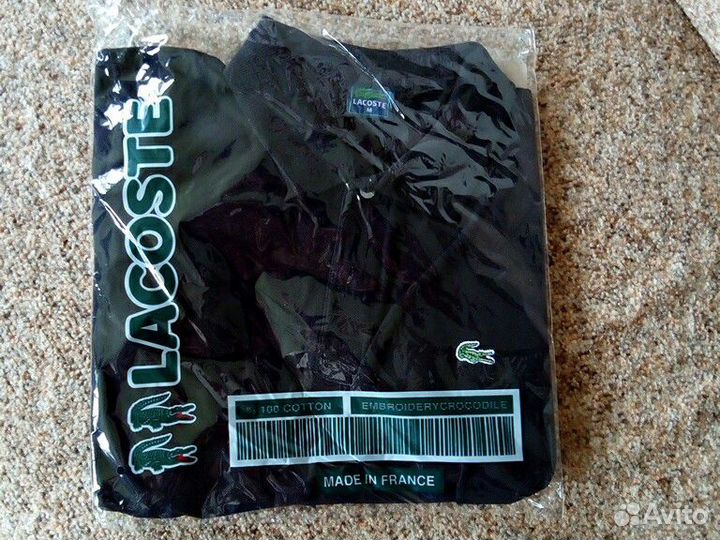 LACOSTE
M
LACOSTE
% 100 COTTON
EMBROIDERYCROCODILE
MADE IN FRANCE
Avito